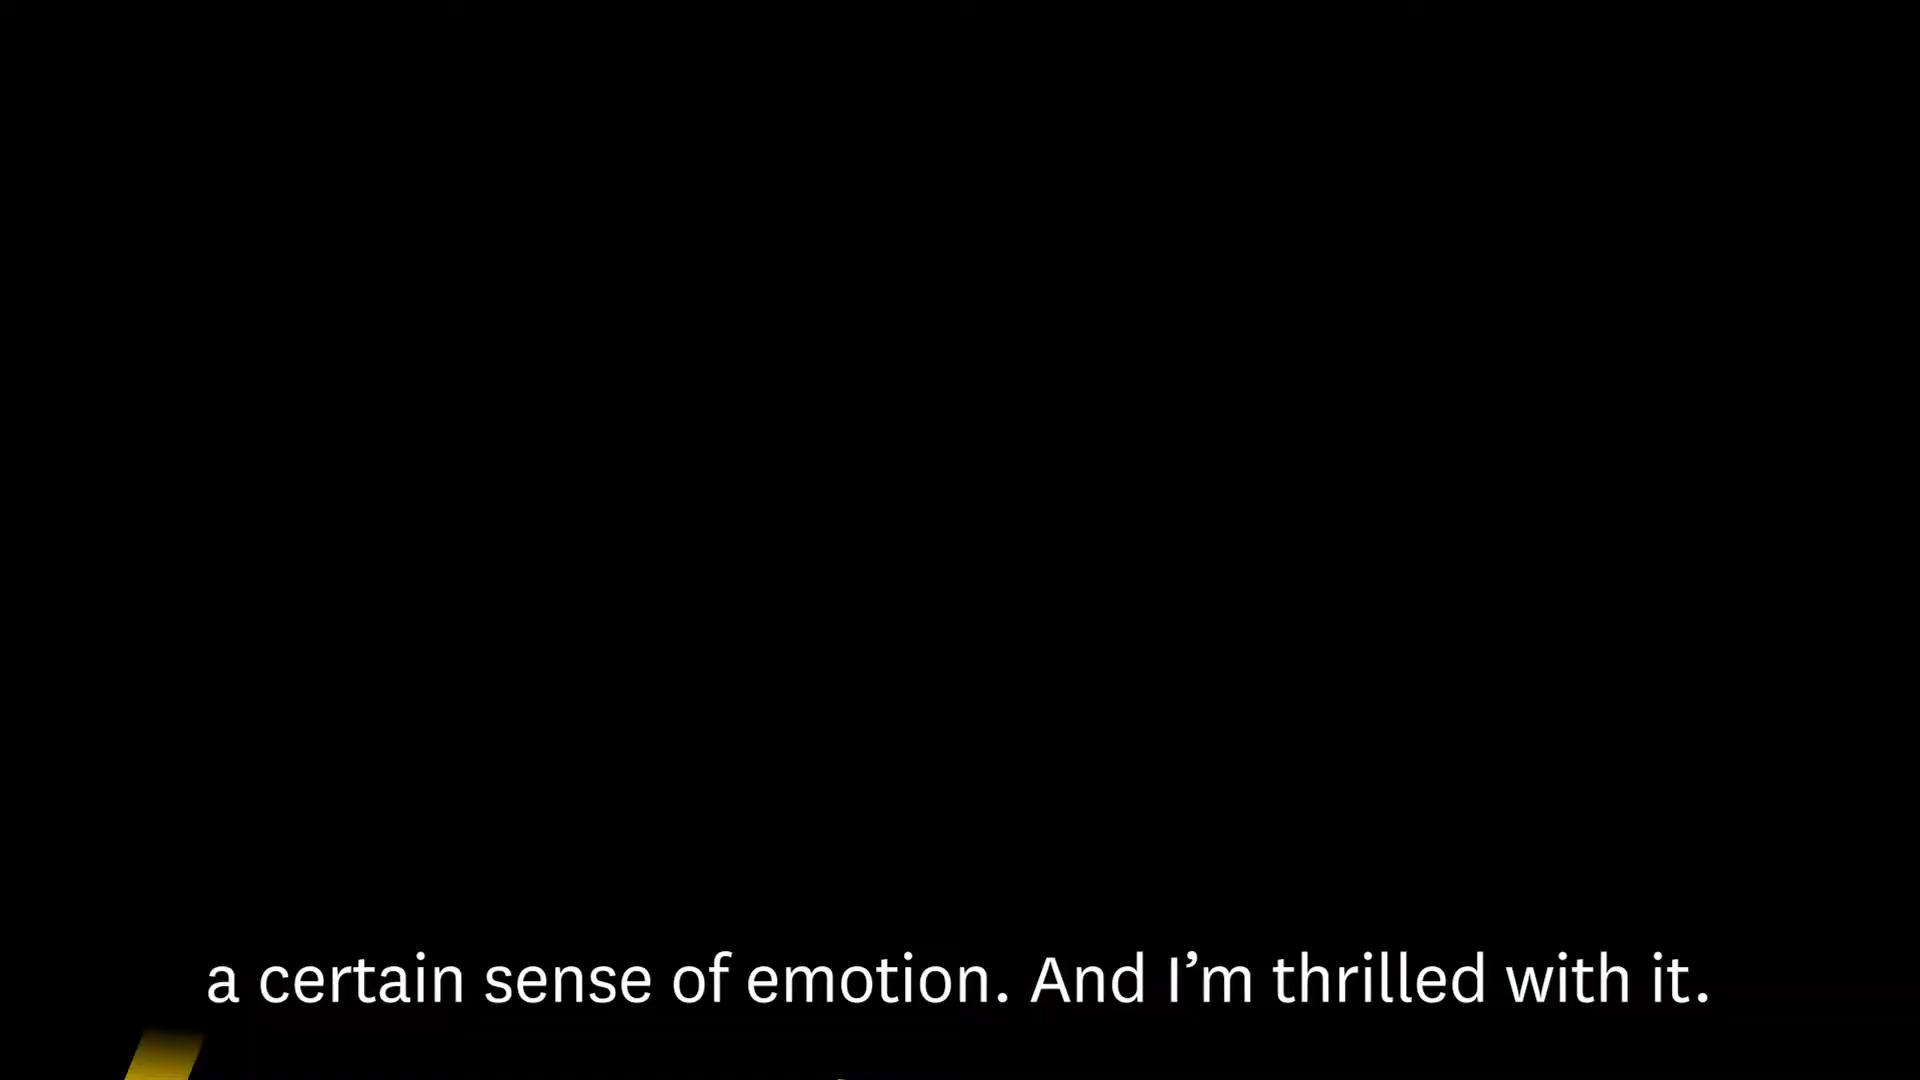 a certain sense of emotion. And I’m thrilled with it.